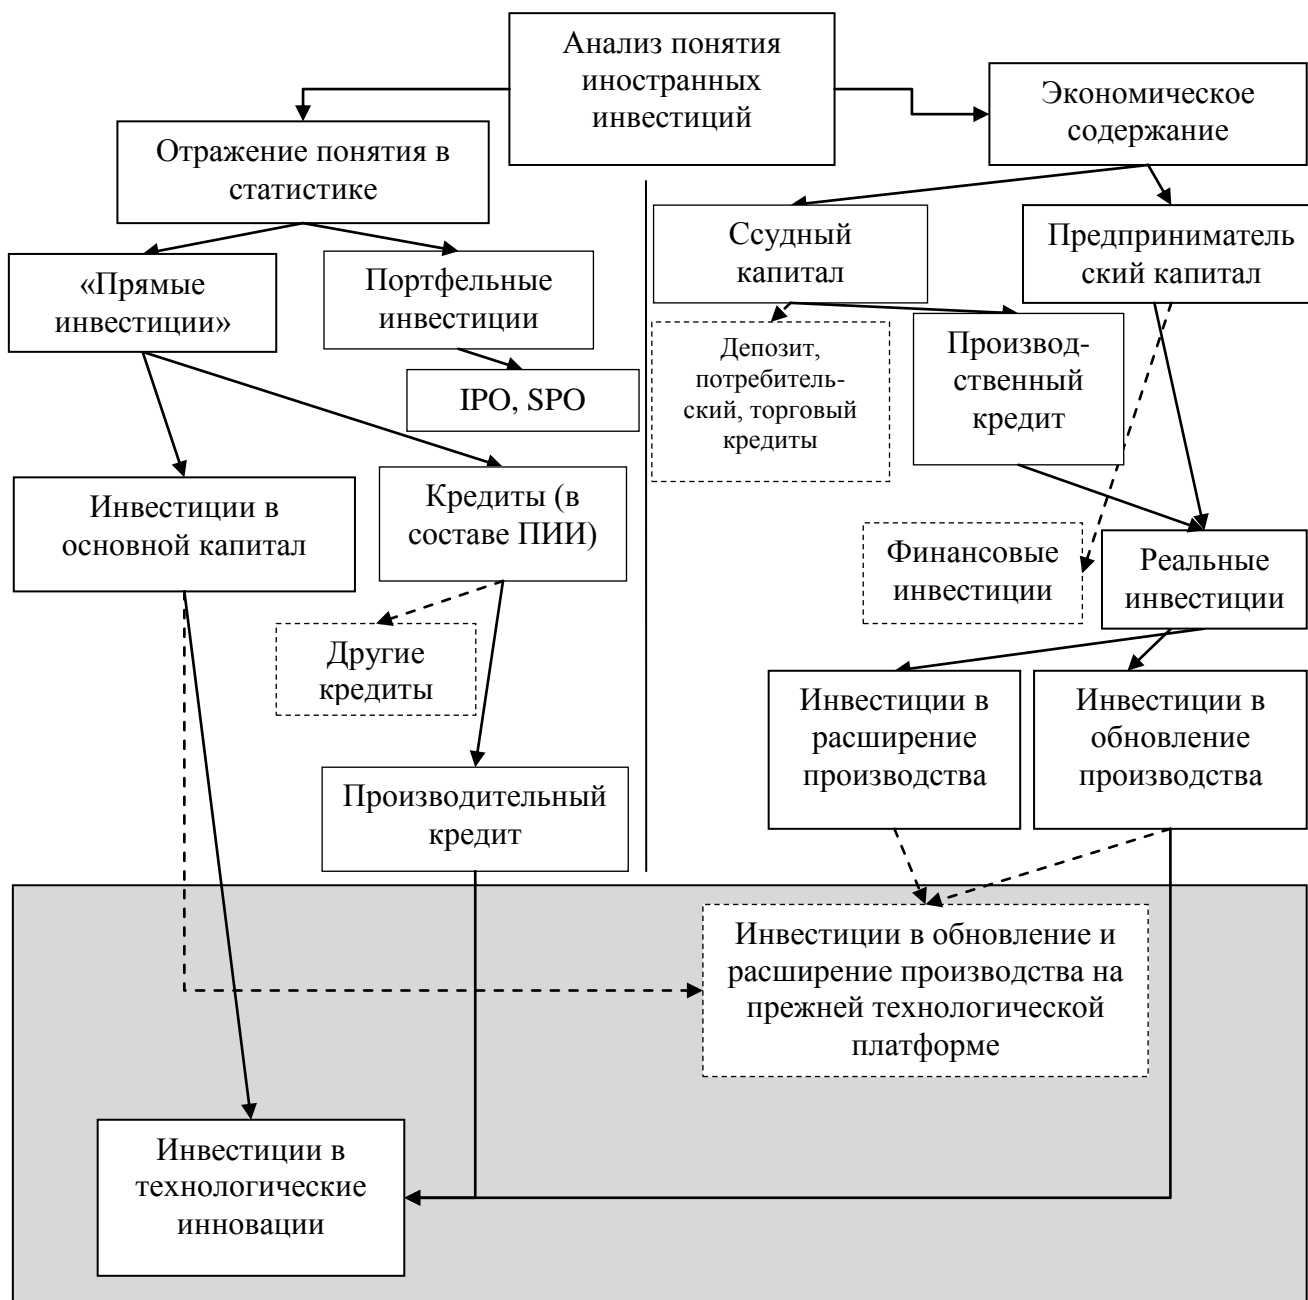 Анализ понятия
иностранных
инвестиций
Экономическое
содержание
Отражение понятия в
статистике
Ссудный
капитал
Предприниматель
ский капитал
«Прямые
инвестиции»
Портфельные
инвестиции
Депозит,
потребитель-
ский, торговый
кредиты
Производ-
ственный
кредит
IPO, SPO
Инвестиции в
основной капитал
Кредиты (в
составе ПИИ)
Финансовые
инвестиции
Реальные
инвестиции
Другие
кредиты
Инвестиции в
расширение
производства
Инвестиции в
обновление
производства
Производительный
кредит
Инвестиции в обновление и
расширение производства на
прежней технологической
платформе
Инвестиции в
технологические
инновации